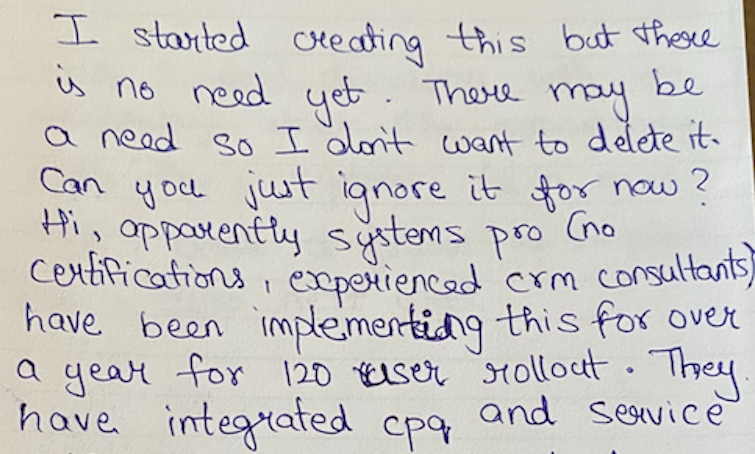 I started creating this but there
is no need yet. There may be
a need so I don't want to delete it.
Can you just ignore it for now?
Hi, apparently systems pro (no
certifications, experienced crm consultants)
have been implementing this for over
a year for 120 user rollout. They
have integrated cpq and service